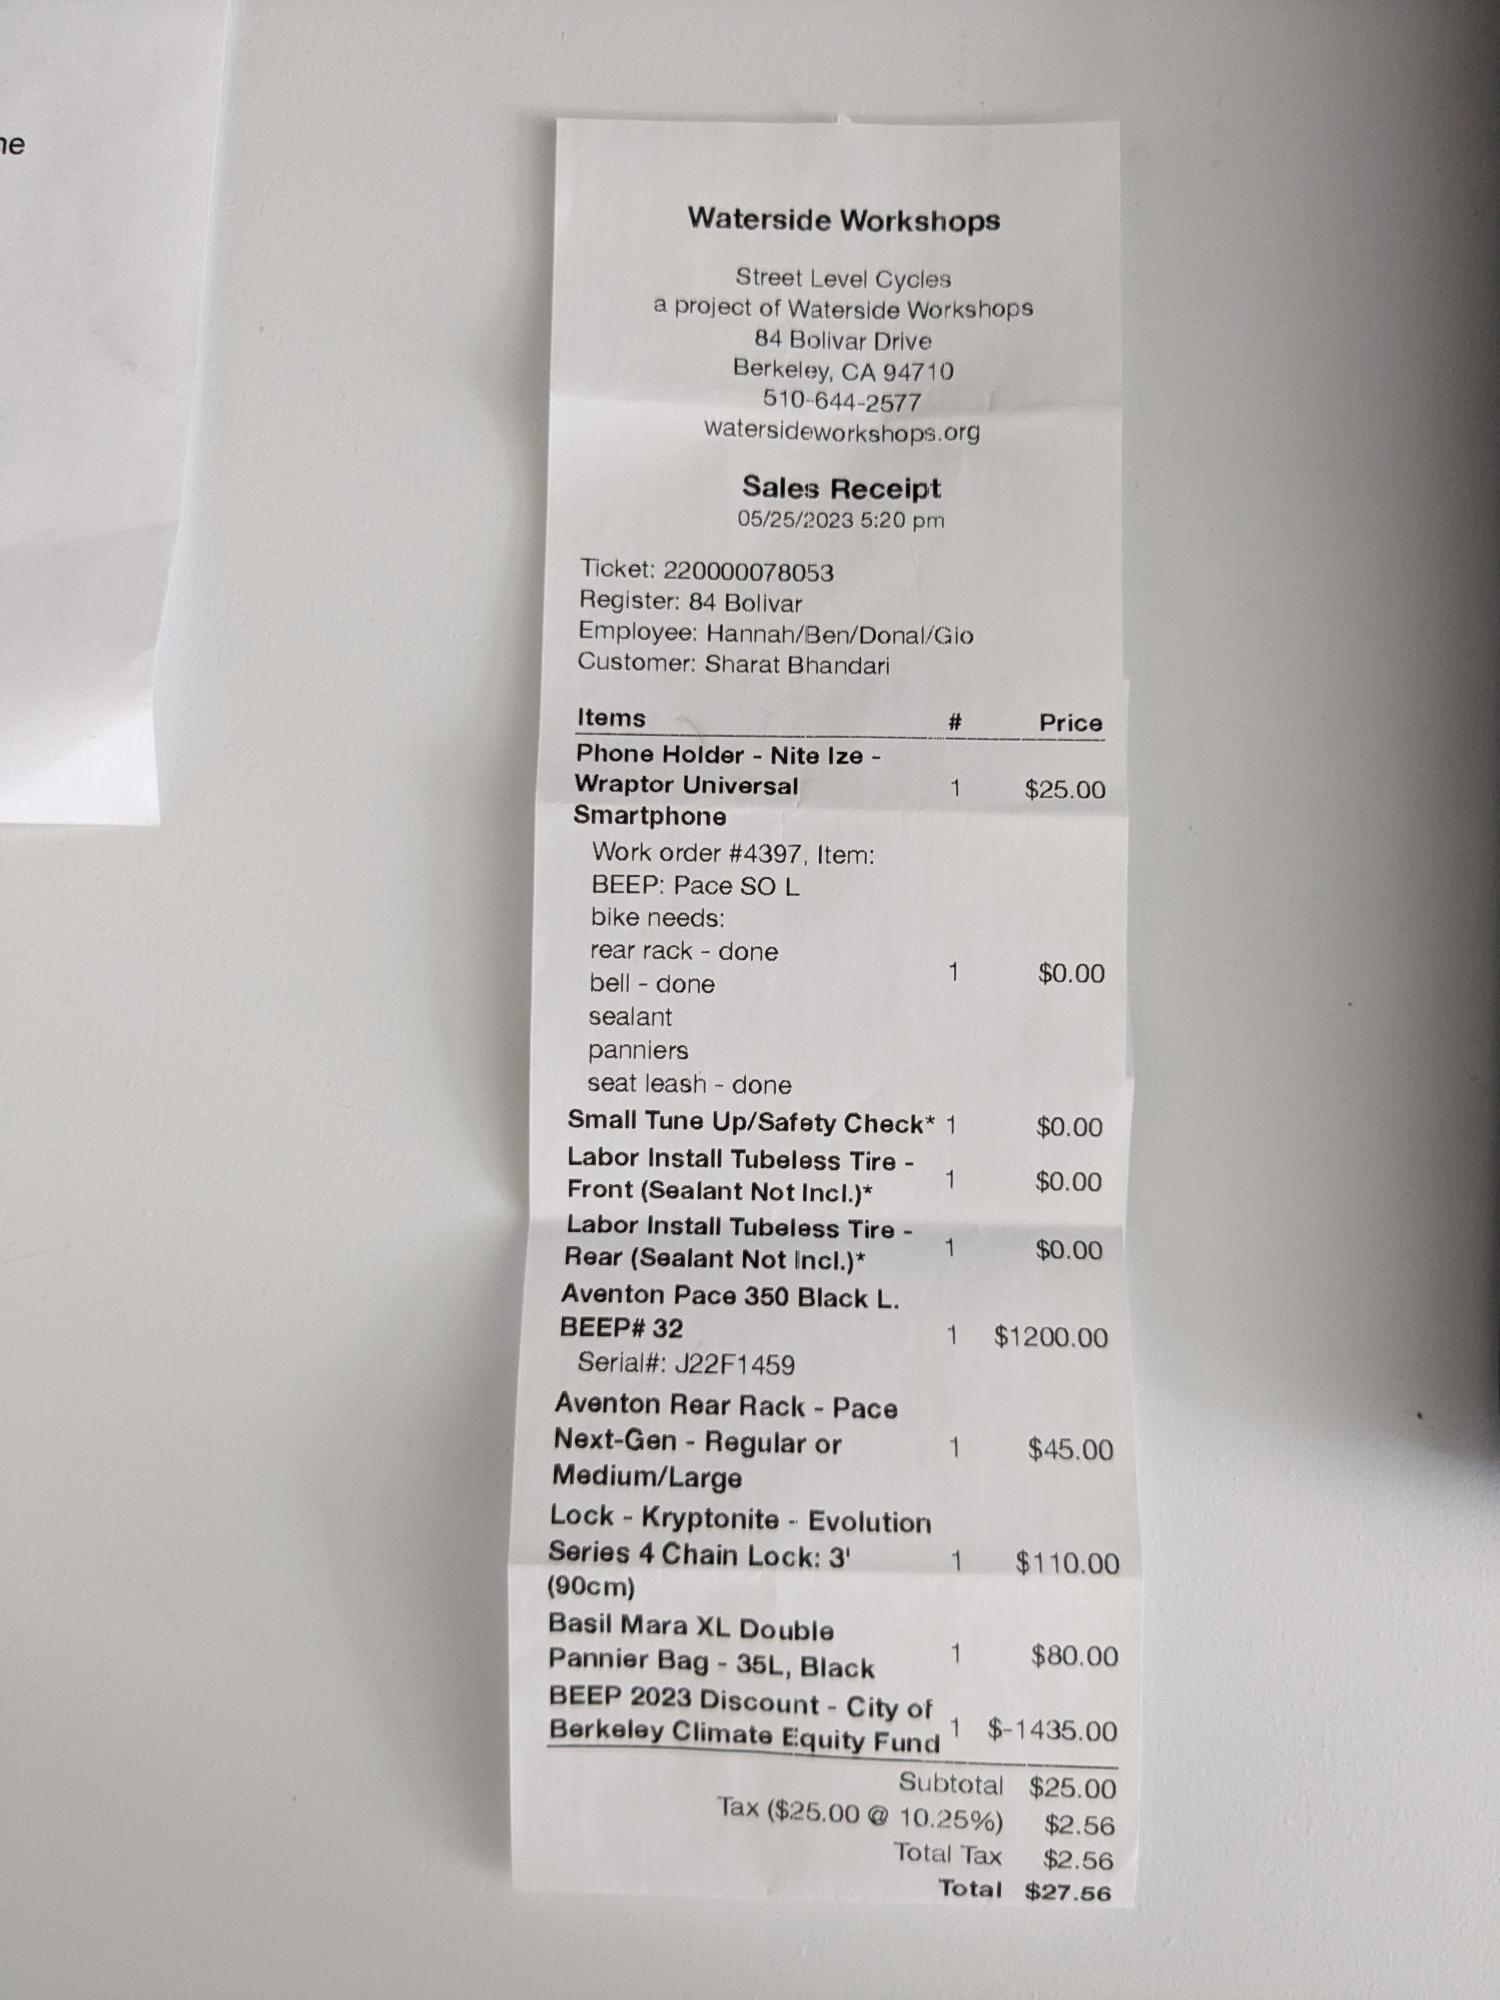 ne
Waterside Workshops
Street Level Cycles
a project of Waterside Workshops
84 Bolivar Drive
Berkeley, CA 94710
510-644-2577
watersideworkshops.org
Sales Receipt
05/25/2023 5:20 pm
Ticket: 220000078053
Register: 84 Bolivar
Employee: Hannah/Ben/Donal/Gio
Customer: Sharat Bhandari
Items # Price
Phone Holder - Nite Ize -
Wraptor Universal 1 $25.00
Smartphone
Work order #4397, Item:
BEEP: Pace SO L
bike needs:
rear rack - done
bell - done 1 $0.00
sealant
panniers
seat leash - done
Small Tune Up/Safety Check* 1 $0.00
Labor Install Tubeless Tire -
Front (Sealant Not Incl.)* 1 $0.00
Labor Install Tubeless Tire -
Rear (Sealant Not Incl.)* 1 $0.00
Aventon Pace 350 Black L.
BEEP# 32 1 $1200.00
Serial#: J22F1459
Aventon Rear Rack - Pace
Next-Gen - Regular or 1 $45.00
Medium/Large
Lock - Kryptonite - Evolution
Series 4 Chain Lock: 3' 1 $110.00
(90cm)
Basil Mara XL Double
Pannier Bag - 35L, Black 1 $80.00
BEEP 2023 Discount - City of
Berkeley Climate Equity Fund 1 $-1435.00
Subtotal $25.00
Tax ($25.00 @ 10.25%) $2.56
Total Tax $2.56
Total $27.56